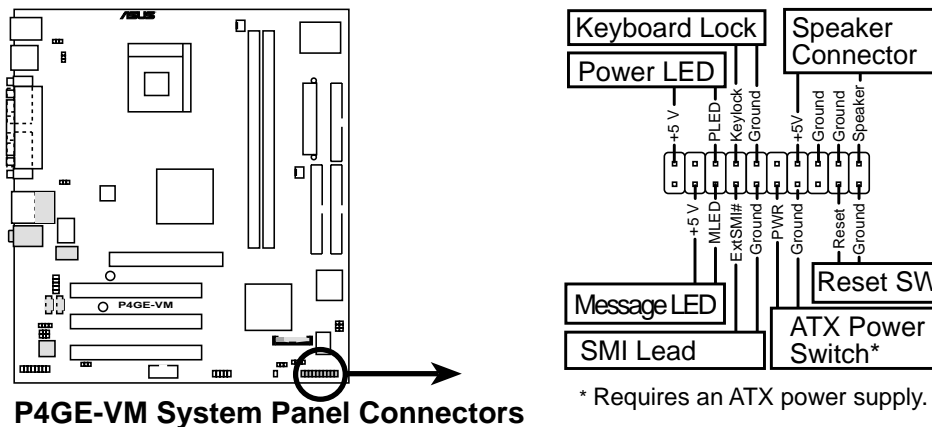 ASUS
P4GE-VM
P4GE-VM System Panel Connectors
Keyboard Lock
Power LED
Speaker
Connector
+5 V
PLED
Keylock
Ground
+5V
Ground
Ground
Speaker
+5 V
MLED
ExtSMI#
Ground
PWR
Ground
Reset
Ground
Message LED
SMI Lead
Reset SW
ATX Power
Switch*
* Requires an ATX power supply.